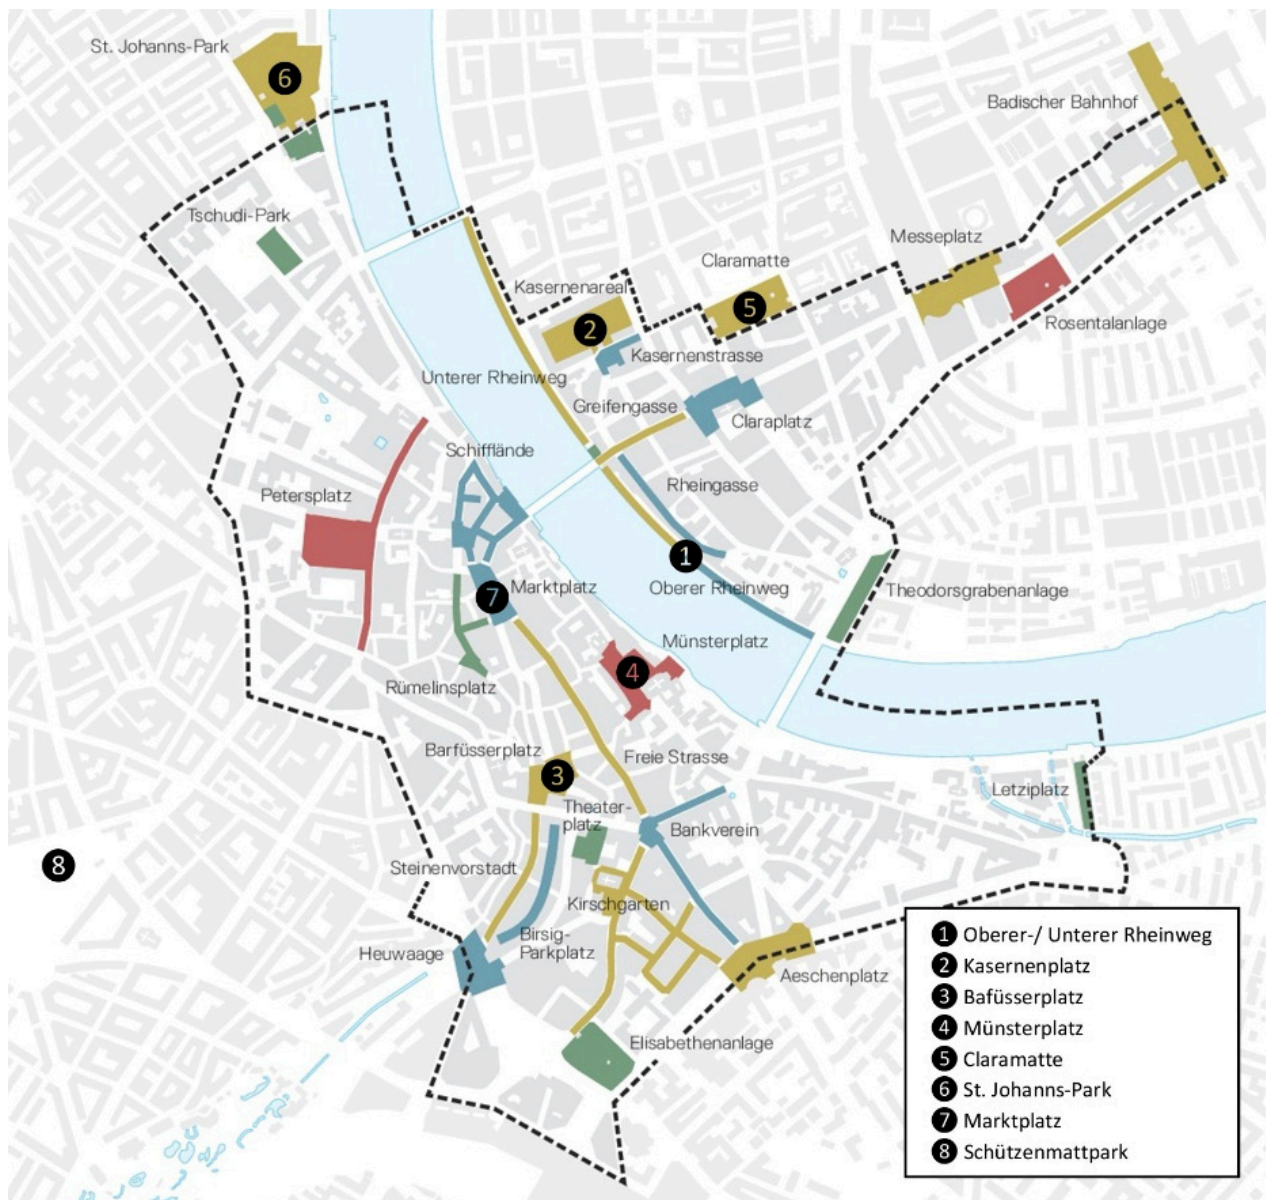 St. Johanns-Park
6
Badischer Bahnhof
Tschudi-Park
Messeplatz
Claramatte
Kasernenareal
5
2
Rosentalanlage
Kasernenstrasse
Unterer Rheinweg
Greifengasse
Claraplatz
Schifflände
Rheingasse
Petersplatz
1
Marktplatz
Oberer Rheinweg
Theodorsgrabenanlage
7
Münsterplatz
4
Rümelinsplatz
Barfüsserplatz
Freie Strasse
3
Letziplatz
Theater-
platz
Bankverein
8
Steinenvorstadt
Kirschgarten
Birsig-
Parkplatz
Heuwaage
Aeschenplatz
Elisabethenanlage
1 Oberer-/ Unterer Rheinweg
2 Kasernenplatz
3 Bafüsserplatz
4 Münsterplatz
5 Claramatte
6 St. Johanns-Park
7 Marktplatz
8 Schützenmattpark